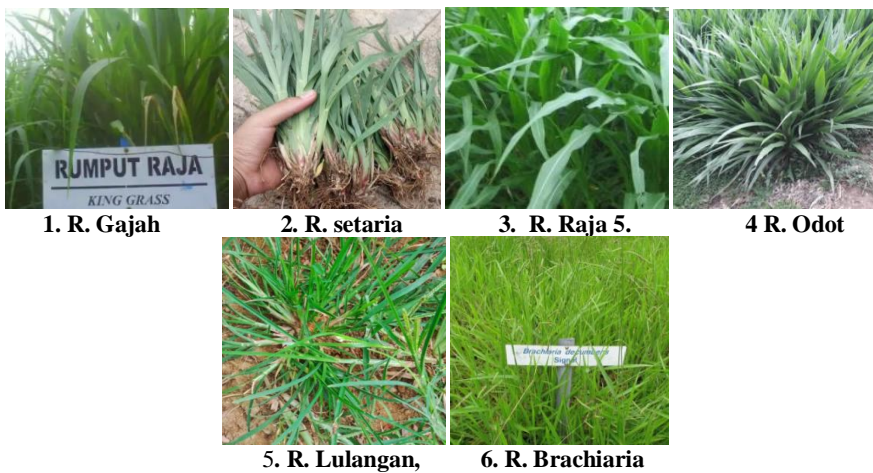 RUMPUT RAJA
KING GRASS
1. R. Gajah
2. R. setaria
3. R. Raja 5.
4 R. Odot
Brachiaria decumbens
Signal
5. R. Lulangan,
6. R. Brachiaria